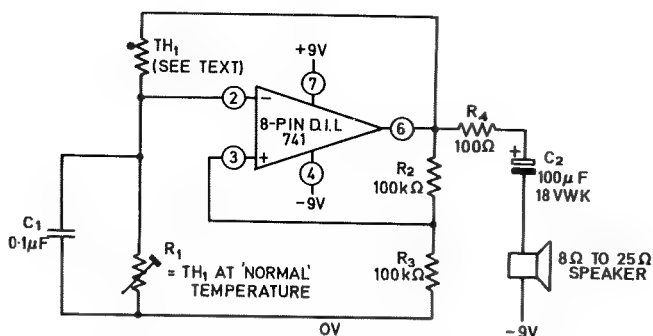 TH1
(SEE TEXT)
+9V
7
2
−
8-PIN D.I.L
741
6
3
+
4
−9V
R4
100Ω
+
C2
100µF
18VWK
R2
100kΩ
C1
0·1µF
R1
= TH1 AT 'NORMAL'
TEMPERATURE
R3
100kΩ
8Ω TO 25Ω
SPEAKER
0V
−9V